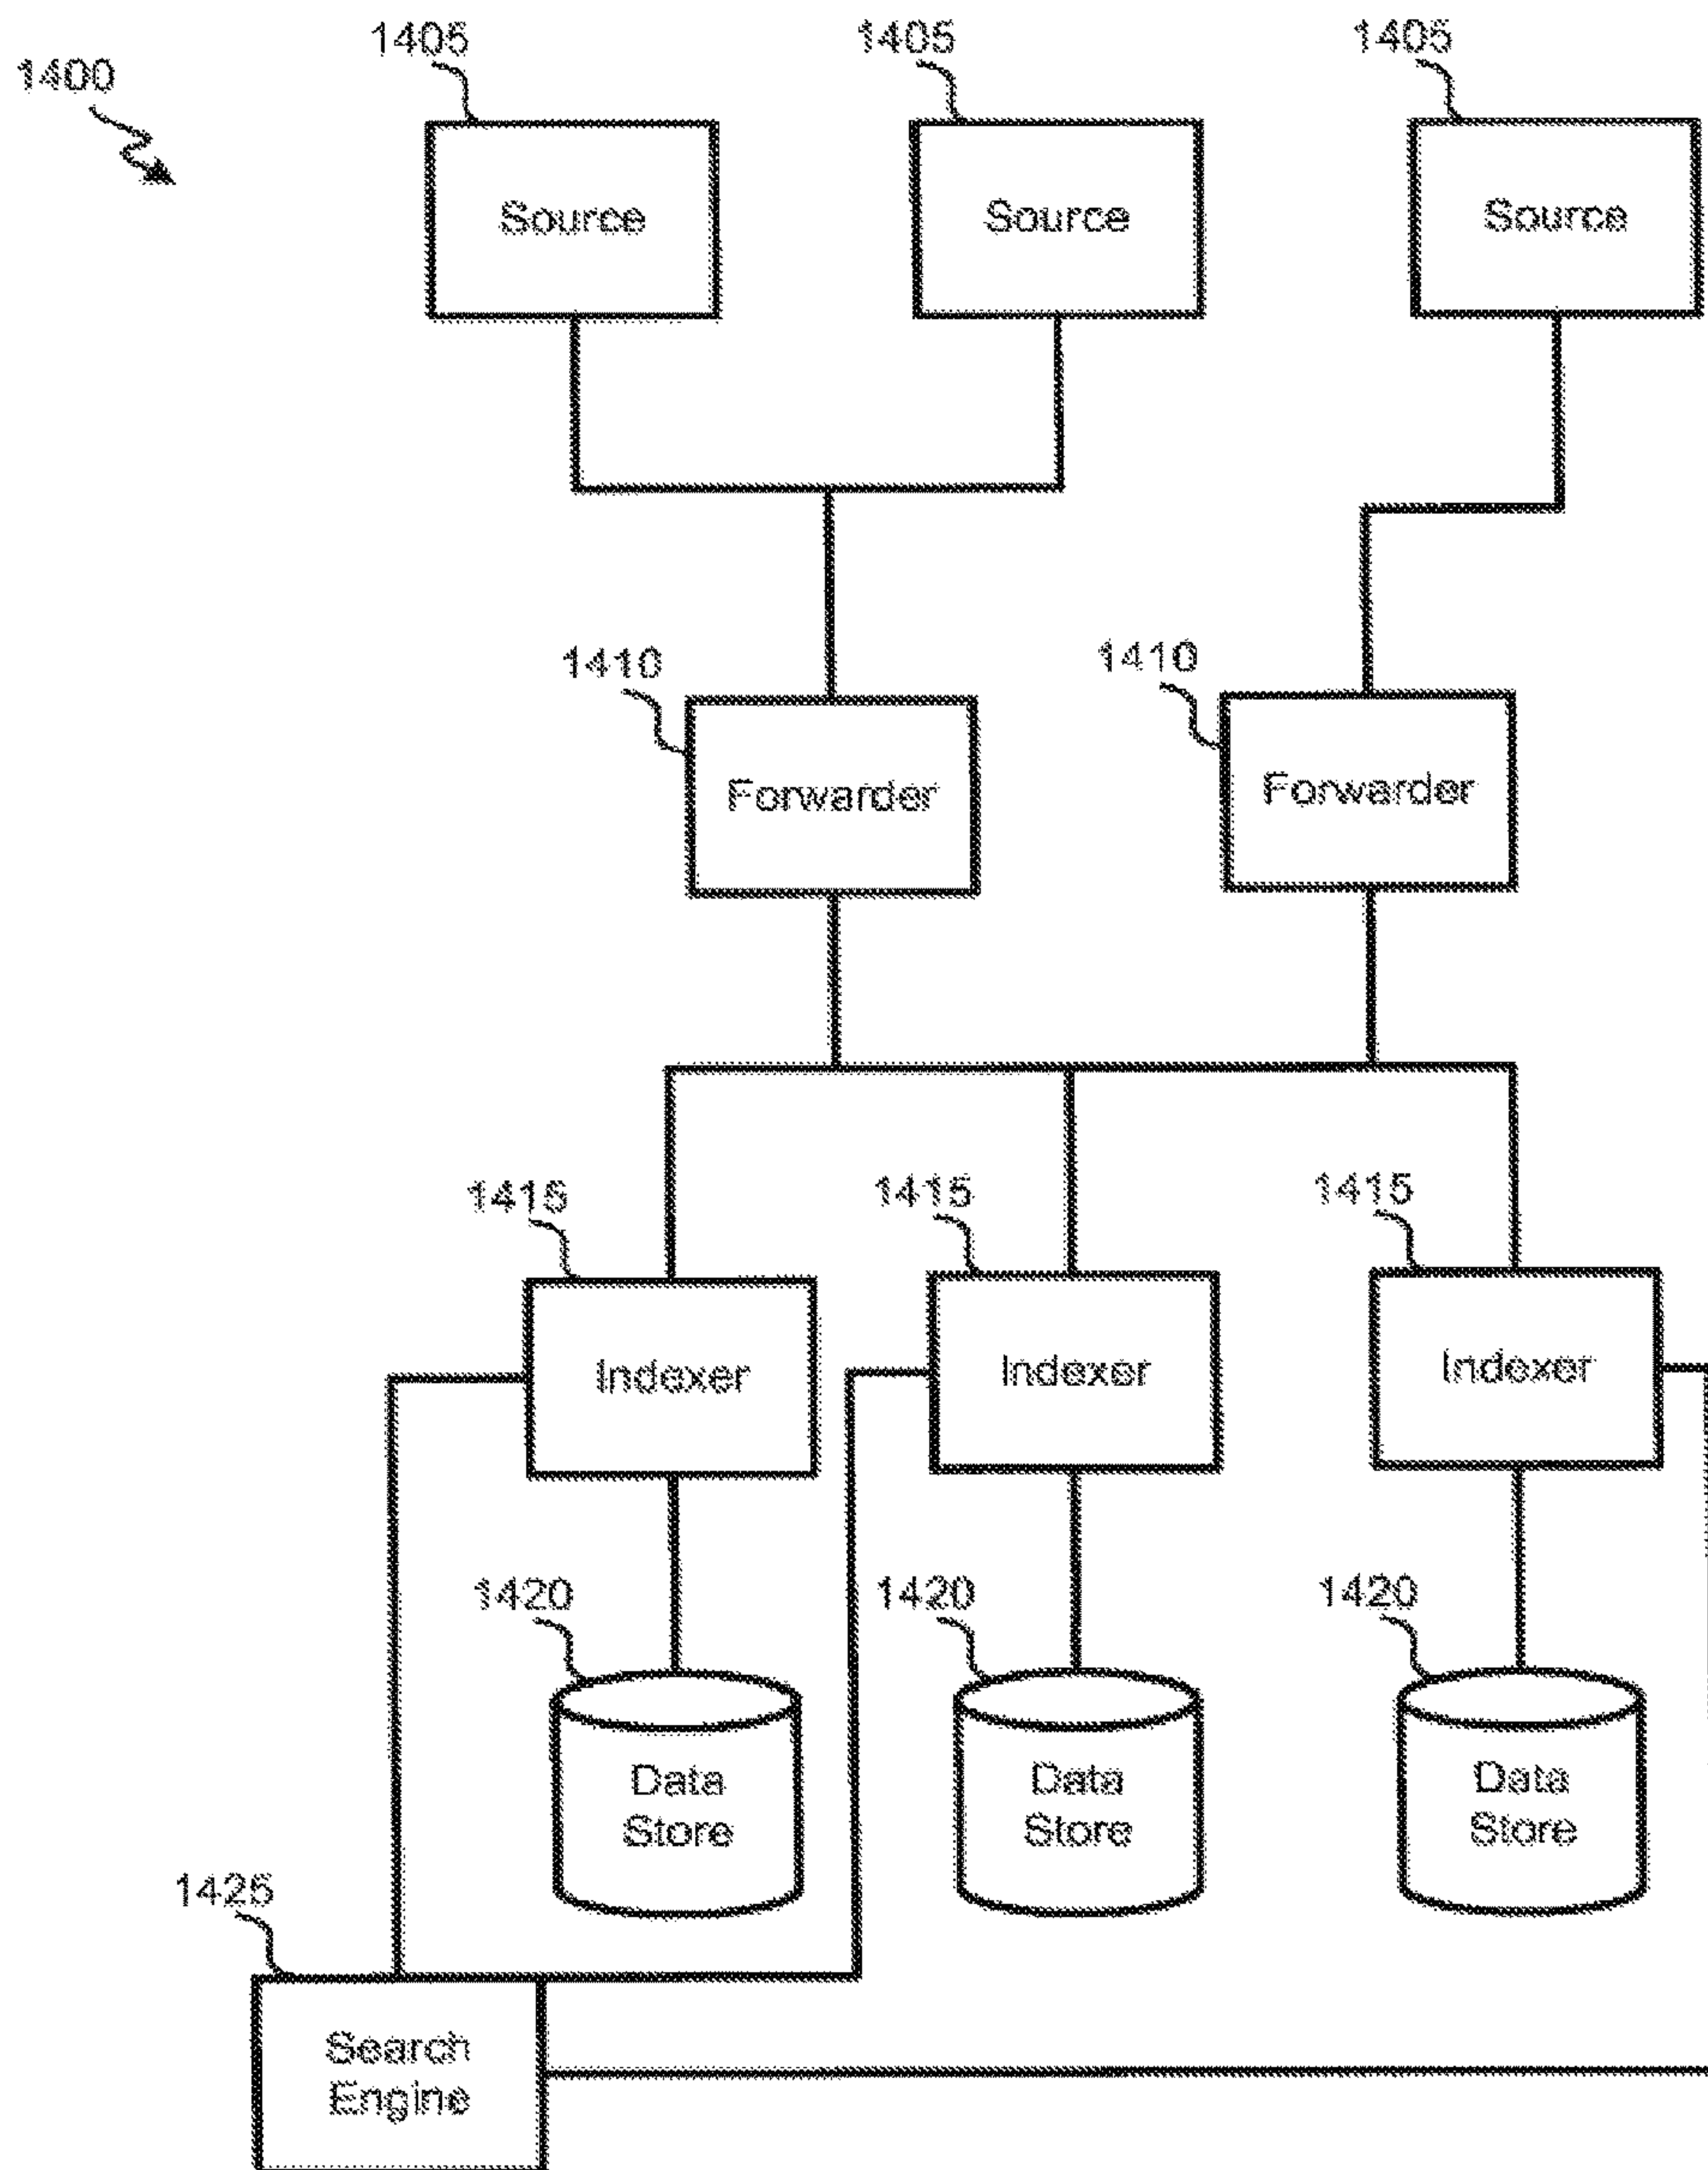 1400
1405
1405
1405
Source
Source
Source
1410
1410
Forwarder
Forwarder
1415
1415
1415
Indexer
Indexer
Indexer
1420
1420
1420
Data
Store
Data
Store
Data
Store
1425
Search
Engine